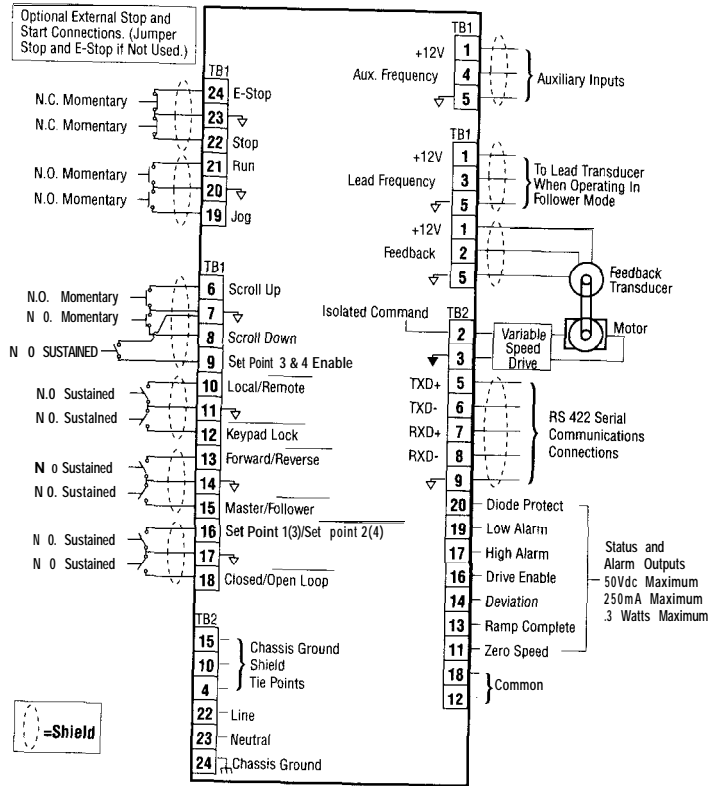 Optional External Stop and
Start Connections. (Jumper
Stop and E-Stop if Not Used.)
TB1
24 E-Stop
N.C. Momentary
23
N.C. Momentary
22 Stop
21 Run
N.O. Momentary
20
N.O. Momentary
19 Jog
TB1
6 Scroll Up
N.O. Momentary
7
N 0. Momentary
8 Scroll Down
N 0 SUSTAINED
9 Set Point 3 & 4 Enable
10 Local/Remote
N.0 Sustained
11
N 0. Sustalned
12 Keypad Lock
13 Forward/Reverse
N o Sustained
14
N 0. Sustained
15 Master/Follower
16 Set Point 1(3)/Set point 2(4)
N 0. Sustained
17
N 0 Sustained
18 Closed/Open Loop
TB2
15
10
4
Chassis Ground
Shield
Tie Points
22 Line
23 Neutral
24 Chassis Ground
=Shield
TB1
+12V 1
Aux. Frequency 4
5
Auxiliary Inputs
TB1
+12V 1
Lead Frequency 3
5
To Lead Transducer
When Operating In
Follower Mode
+12V 1
Feedback 2
5
Feedback
Transducer
Motor
TB2
Isolated Command
2
3
Variable
Speed
Drive
TXD+ 5
TXD- 6
RXD+ 7
RXD- 8
9
RS 422 Serial
Communications
Connections
20 Diode Protect
19 Low Alarm
17 High Alarm
16 Drive Enable
14 Deviation
13 Ramp Complete
11 Zero Speed
Status and
Alarm Outputs
50Vdc Maximum
250mA Maximum
.3 Watts Maximum
18
12
Common